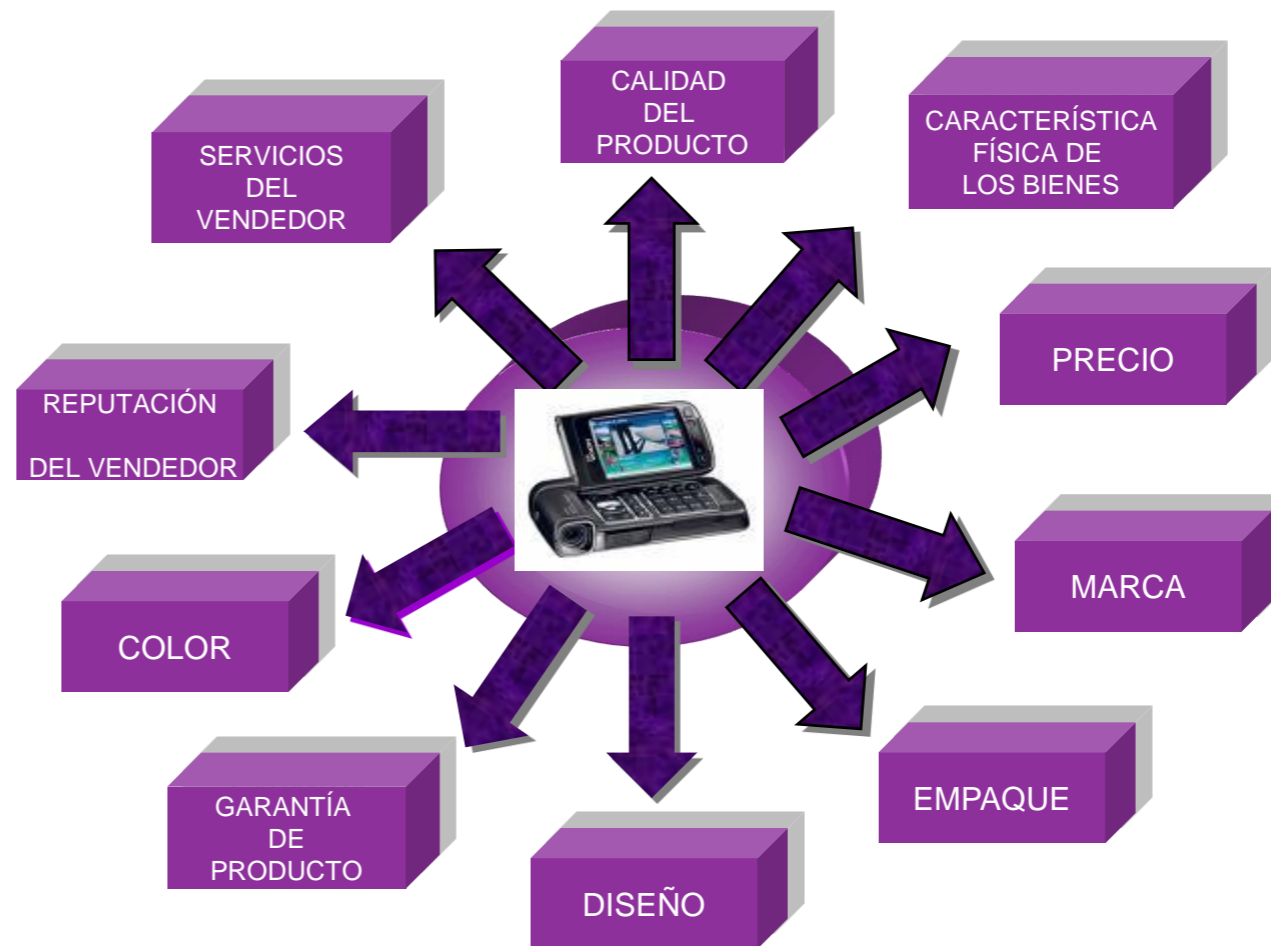 CALIDAD
DEL
PRODUCTO
CARACTERÍSTICA
FÍSICA DE
LOS BIENES
SERVICIOS
DEL
VENDEDOR
PRECIO
REPUTACIÓN
DEL VENDEDOR
MARCA
COLOR
EMPAQUE
GARANTÍA
DE
PRODUCTO
DISEÑO